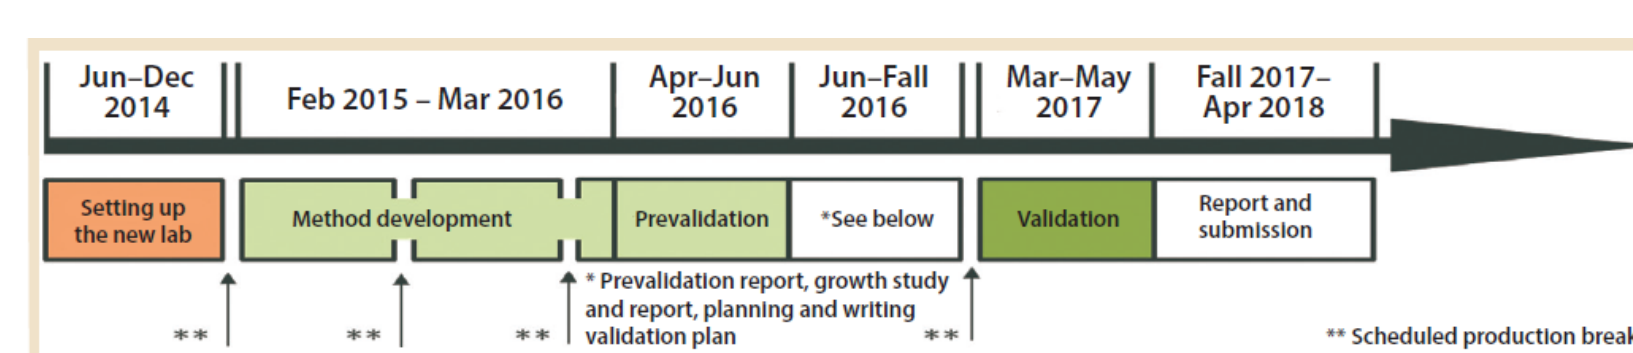 Jun–Dec
2014
Feb 2015 – Mar 2016
Apr–Jun
2016
Jun–Fall
2016
Mar–May
2017
Fall 2017–
Apr 2018
Setting up
the new lab
Method development
Prevalidation
*See below
Validation
Report and
submission
**
**
**
* Prevalidation report, growth study
and report, planning and writing
validation plan
**
** Scheduled production break